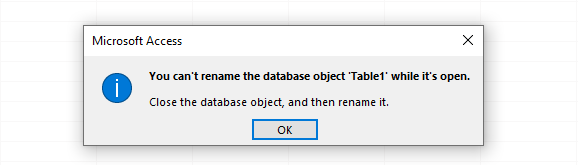 Microsoft Access
You can't rename the database object 'Table1' while it's open.
Close the database object, and then rename it.
OK